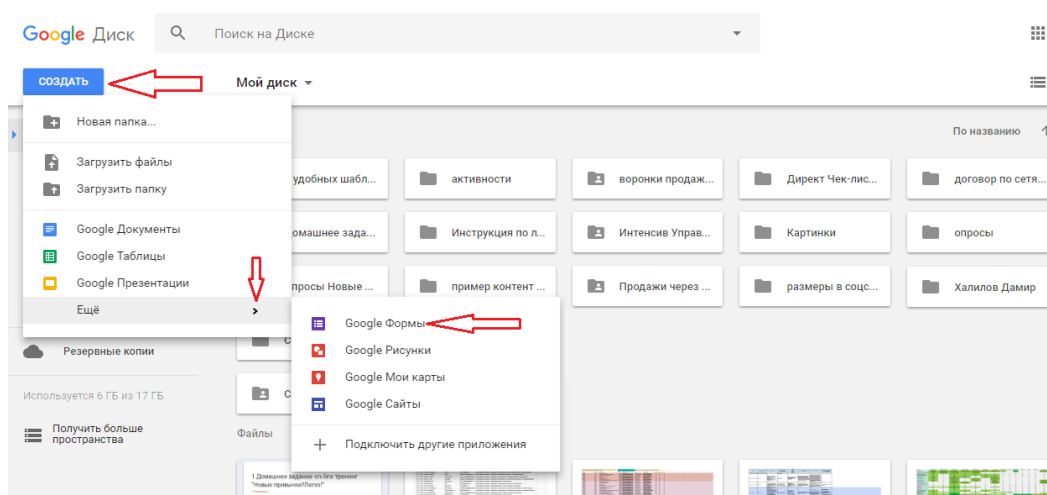 Google Диск
Поиск на Диске
СОЗДАТЬ
Мой диск
Новая папка...
По названию
Загрузить файлы
Загрузить папку
удобных шабл...
активности
воронки продаж...
Директ Чек-лис...
договор по сетя...
Google Документы
Google Таблицы
Google Презентации
Ещё
омашнее зада...
Инструкция по л...
Интенсив Управ...
Картинки
опросы
просы Новые ...
пример контент ...
Продажи через ...
размеры в соцс...
Халилов Дамир
Google Формы
Google Рисунки
Google Мои карты
Google Сайты
Подключить другие приложения
Резервные копии
С
Используется 6 ГБ из 17 ГБ
С
Получить больше
пространства
Файлы
1.Домашнее задание on-line тренинг
"Новые привычки!!Легко!"